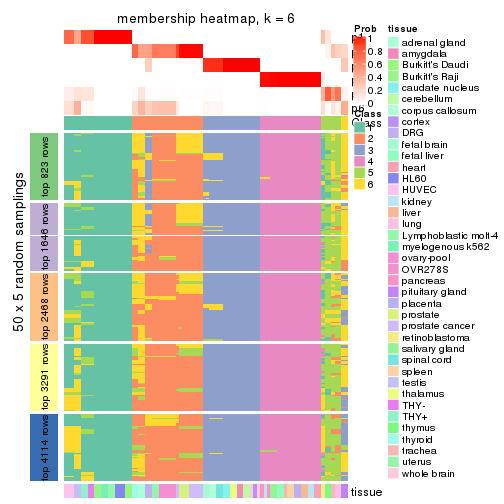 membership heatmap, k = 6
50 x 5 random samplings
top 823 rows
top 1646 rows
top 2468 rows
top 3291 rows
top 4114 rows
Prob
1
0.8
0.6
0.4
0.2
0
Class
1
2
3
4
5
6
tissue
adrenal gland
amygdala
Bukitt's Daudi
Bukitt's Raji
caudate nucleus
cerebellum
corpus callosum
cortex
DRG
fetal brain
fetal liver
heart
HL60
HUVEC
kidney
liver
lung
Lymphoblastic molt-4
myelogenous k562
ovary-pool
OVR278S
pancreas
pituitary gland
placenta
prostate
prostate cancer
retinoblastoma
salivary gland
spinal cord
spleen
testis
thalamus
THY-
THY+
thymus
thyroid
trachea
uterus
whole brain
tissue